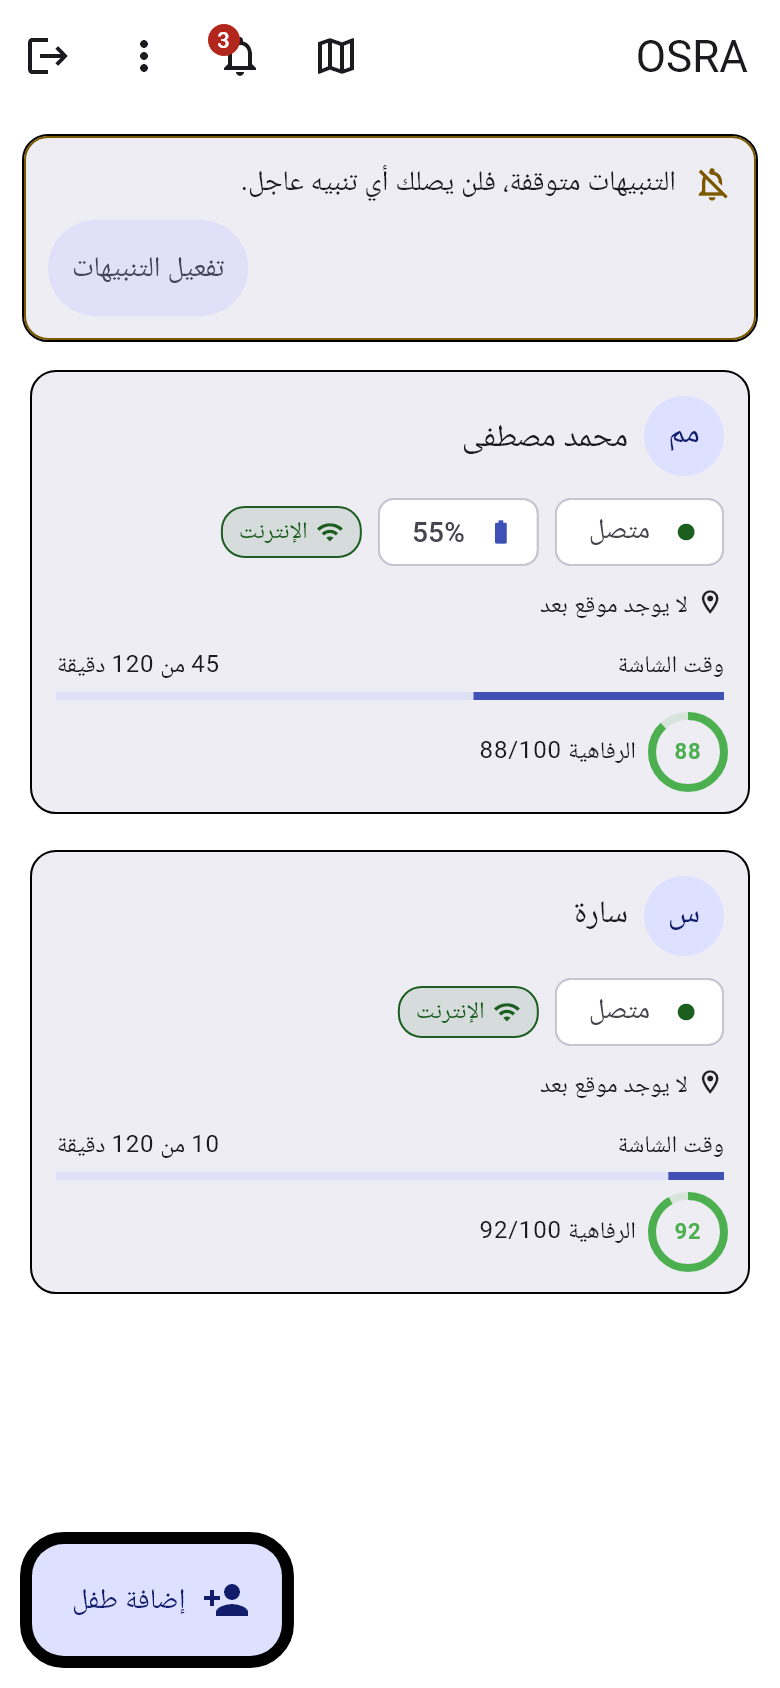 OSRA
3
التنبيهات متوقفة، فلن يصلك أي تنبيه عاجل.
تفعيل التنبيهات
مم
محمد مصطفى
متصل
55%
الإنترنت
لا يوجد موقع بعد
وقت الشاشة
45 من 120 دقيقة
88
الرفاهية 88/100
س
سارة
متصل
الإنترنت
لا يوجد موقع بعد
وقت الشاشة
10 من 120 دقيقة
92
الرفاهية 92/100
إضافة طفل